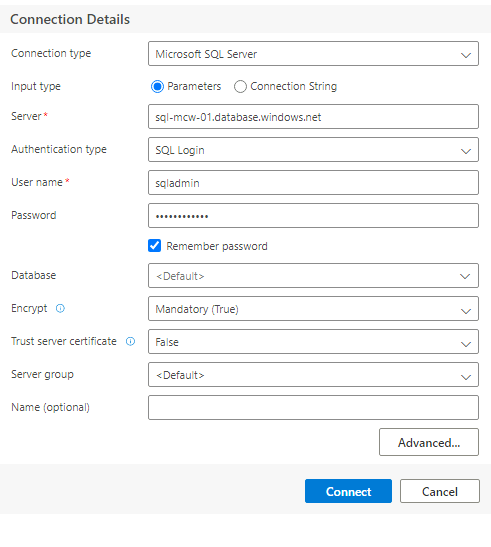 Connection Details
Connection type Microsoft SQL Server
Input type Parameters Connection String
Server* sql-mcw-01.database.windows.net
Authentication type SQL Login
User name* sqladmin
Password ••••••••••••
Remember password
Database <Default>
Encrypt Mandatory (True)
Trust server certificate False
Server group <Default>
Name (optional)
Advanced...
Connect Cancel